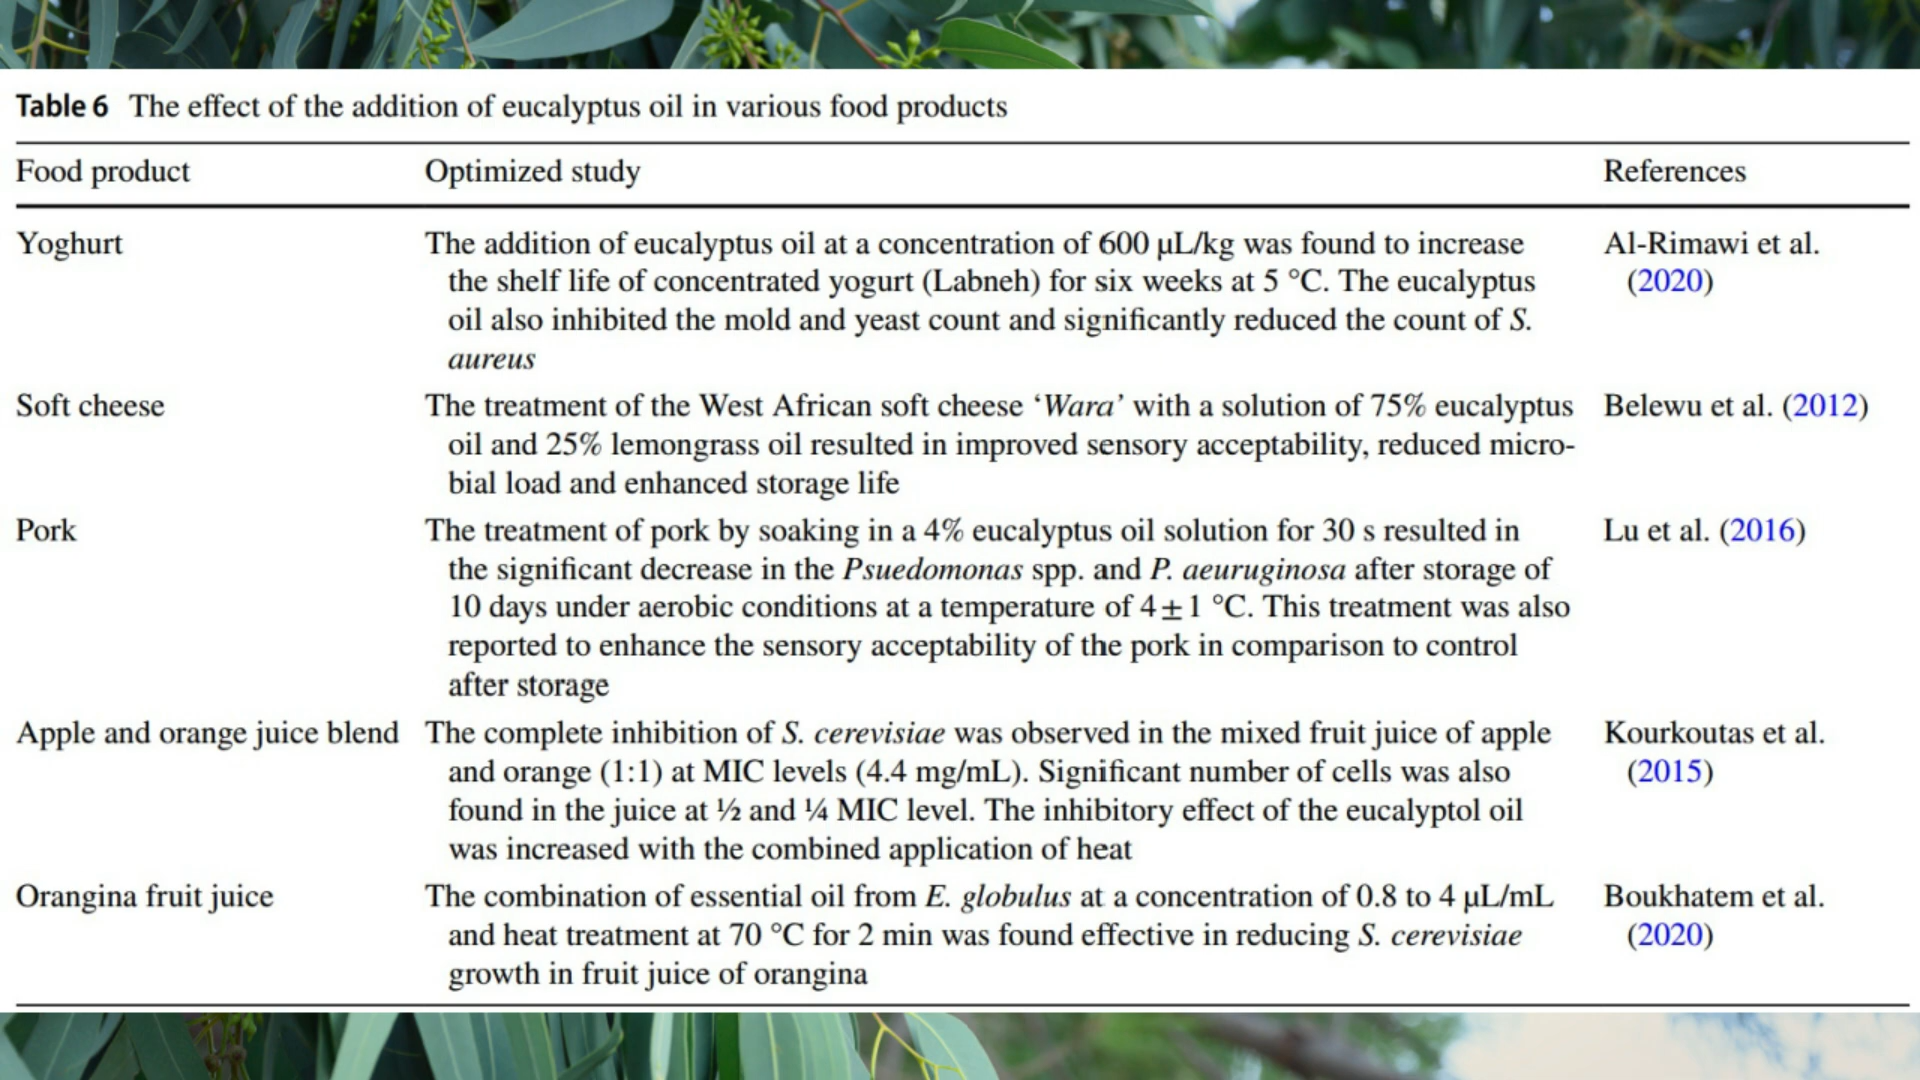 Table 6 The effect of the addition of eucalyptus oil in various food products
Food product Optimized study References
Yoghurt The addition of eucalyptus oil at a concentration of 600 μL/kg was found to increase Al-Rimawi et al.
the shelf life of concentrated yogurt (Labneh) for six weeks at 5 °C. The eucalyptus (2020)
oil also inhibited the mold and yeast count and significantly reduced the count of S.
aureus
Soft cheese The treatment of the West African soft cheese ‘Wara’ with a solution of 75% eucalyptus Belewu et al. (2012)
oil and 25% lemongrass oil resulted in improved sensory acceptability, reduced micro-
bial load and enhanced storage life
Pork The treatment of pork by soaking in a 4% eucalyptus oil solution for 30 s resulted in Lu et al. (2016)
the significant decrease in the Psuedomonas spp. and P. aeuruginosa after storage of
10 days under aerobic conditions at a temperature of 4 ± 1 °C. This treatment was also
reported to enhance the sensory acceptability of the pork in comparison to control
after storage
Apple and orange juice blend The complete inhibition of S. cerevisiae was observed in the mixed fruit juice of apple Kourkoutas et al.
and orange (1:1) at MIC levels (4.4 mg/mL). Significant number of cells was also (2015)
found in the juice at ½ and ¼ MIC level. The inhibitory effect of the eucalyptol oil
was increased with the combined application of heat
Orangina fruit juice The combination of essential oil from E. globulus at a concentration of 0.8 to 4 μL/mL Boukhatem et al.
and heat treatment at 70 °C for 2 min was found effective in reducing S. cerevisiae (2020)
growth in fruit juice of orangina